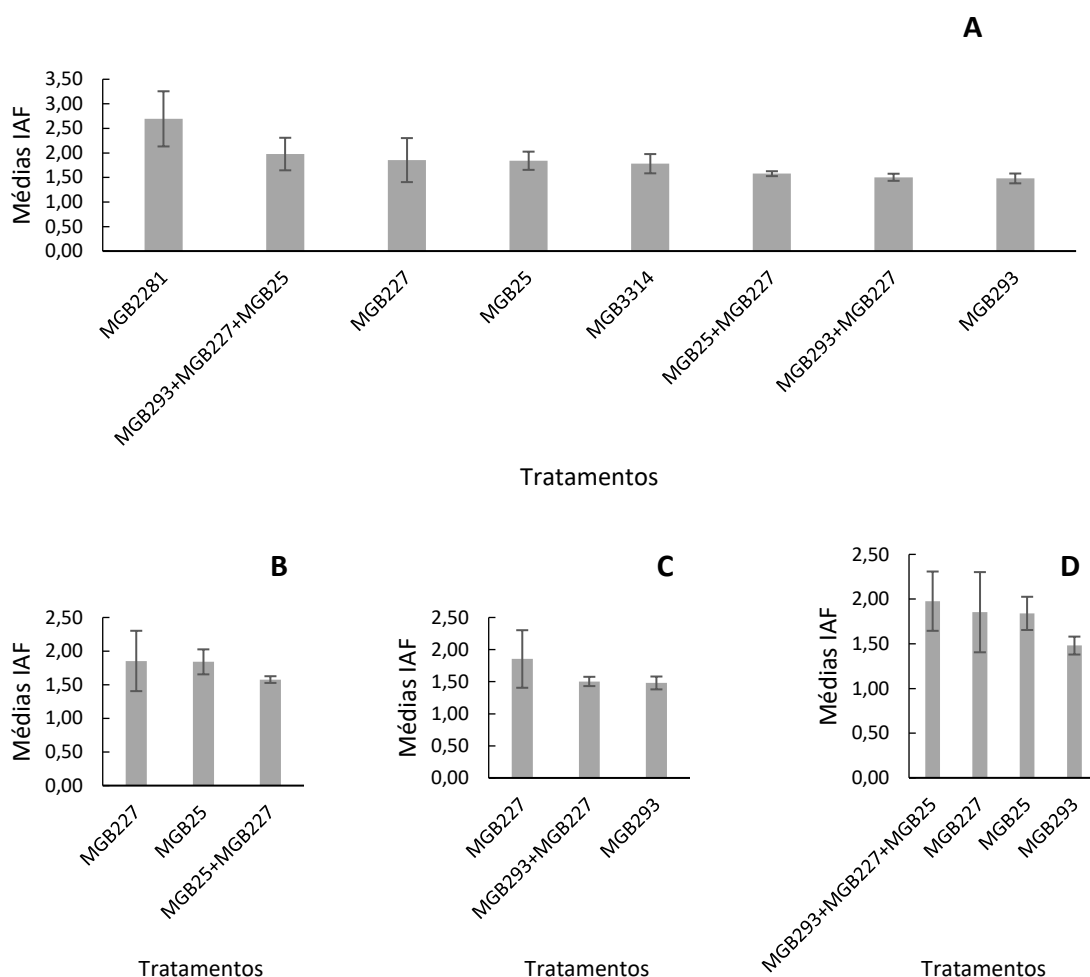 A
Médias IAF
3,50
3,00
2,50
2,00
1,50
1,00
0,50
0,00
MGB2281
MGB293+MGB227+MGB25
MGB227
MGB25
MGB3314
MGB25+MGB227
MGB293+MGB227
MGB293
Tratamentos
B
Médias IAF
2,50
2,00
1,50
1,00
0,50
0,00
MGB227
MGB25
MGB25+MGB227
Tratamentos
C
Médias IAF
2,50
2,00
1,50
1,00
0,50
0,00
MGB227
MGB293+MGB227
MGB293
Tratamentos
D
Médias IAF
2,50
2,00
1,50
1,00
0,50
0,00
MGB293+MGB227+MGB25
MGB227
MGB25
MGB293
Tratamentos